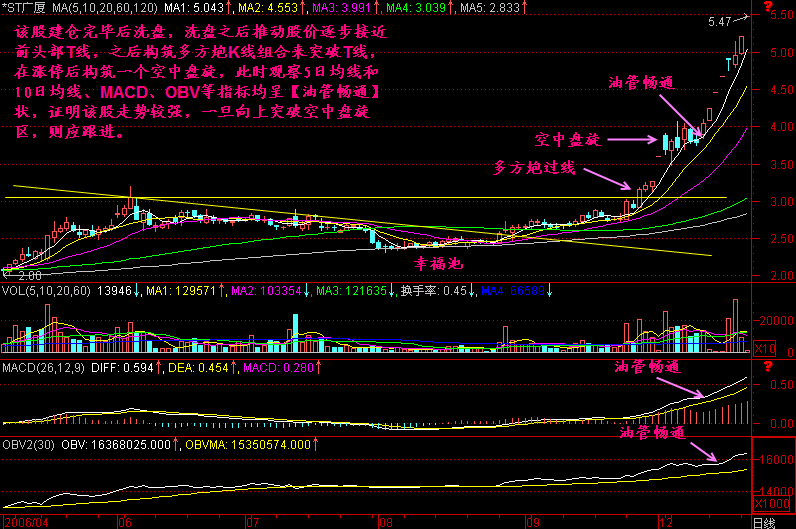 *ST广厦 MA(5,10,20,60,120) MA1: 5.043↑, MA2: 4.553↑, MA3: 3.991↑, MA4: 3.039↑, MA5: 2.833↑ ?
5.47
5.50
该股建仓完毕后洗盘,洗盘之后推动股价逐步接近
前头部T线,之后构筑多方炮K线组合来突破T线,
在涨停后构筑一个空中盘旋,此时观察5日均线和
10日均线、MACD、OBV等指标均呈【油管畅通】
状,证明该股走势较强,一旦向上突破空中盘旋
区,则应跟进。
5.00
4.50
油管畅通
4.00
空中盘旋
多方炮过线
3.50
3.00
2.50
幸福池
2.00
2.00
VOL(5,10,20,60) 13946↓, MA1: 129571↑, MA2: 103354↓, MA3: 121635↓, 换手率: 0.45↓, MA4: 66589↓
20000
X10
MACD(26,12,9) DIFF: 0.594↑, DEA: 0.454↑, MACD: 0.280↑
油管畅通
?
0.50
0.00
OBV2(30) OBV: 16368025.000↑, OBVMA: 15350574.000↑
油管畅通
16000
14000
X1000
2006/04 06 07 08 09 12 日线